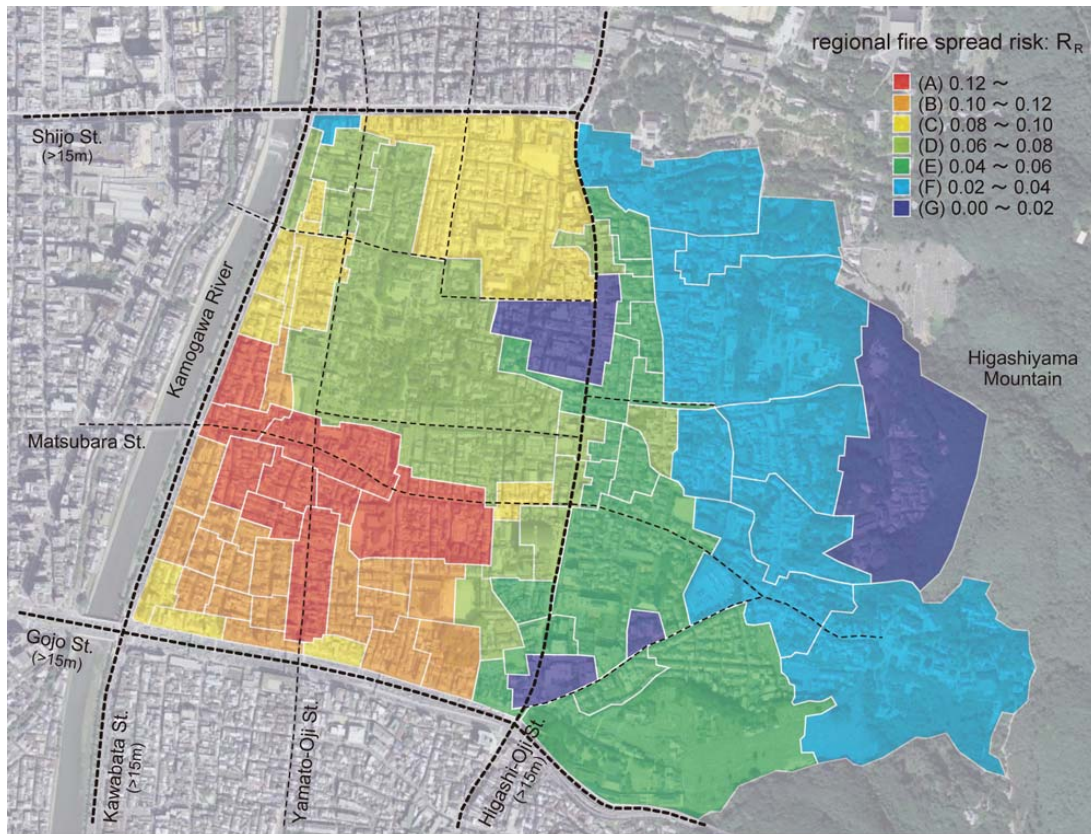 regional fire spread risk: R_R
(A) 0.12 ～
(B) 0.10 ～ 0.12
(C) 0.08 ～ 0.10
(D) 0.06 ～ 0.08
(E) 0.04 ～ 0.06
(F) 0.02 ～ 0.04
(G) 0.00 ～ 0.02
Shijo St.
(>15m)
Kamogawa River
Higashiyama
Mountain
Matsubara St.
Gojo St.
(>15m)
Kawabata St.
(>15m)
Yamato-Oji St.
Higashi-Oji St.
(>15m)